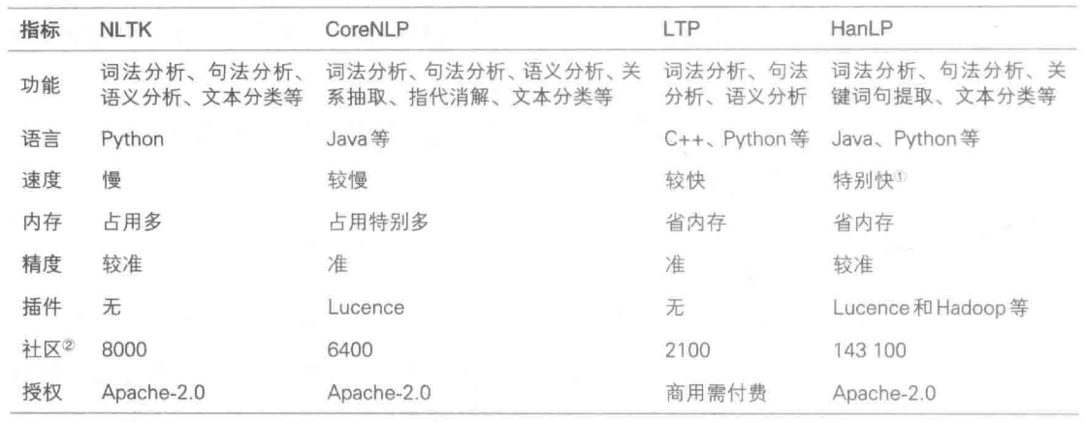 指标 NLTK CoreNLP LTP HanLP
功能 词法分析、句法分析、语义分析、文本分类等 词法分析、句法分析、语义分析、关系抽取、指代消解、文本分类等 词法分析、句法分析、语义分析 词法分析、句法分析、关键词句提取、文本分类等
语言 Python Java等 C++、Python等 Java、Python等
速度 慢 较慢 较快 特别快①
内存 占用多 占用特别多 省内存 省内存
精度 较准 准 准 较准
插件 无 Lucence 无 Lucence和Hadoop等
社区② 8000 6400 2100 143 100
授权 Apache-2.0 Apache-2.0 商用需付费 Apache-2.0